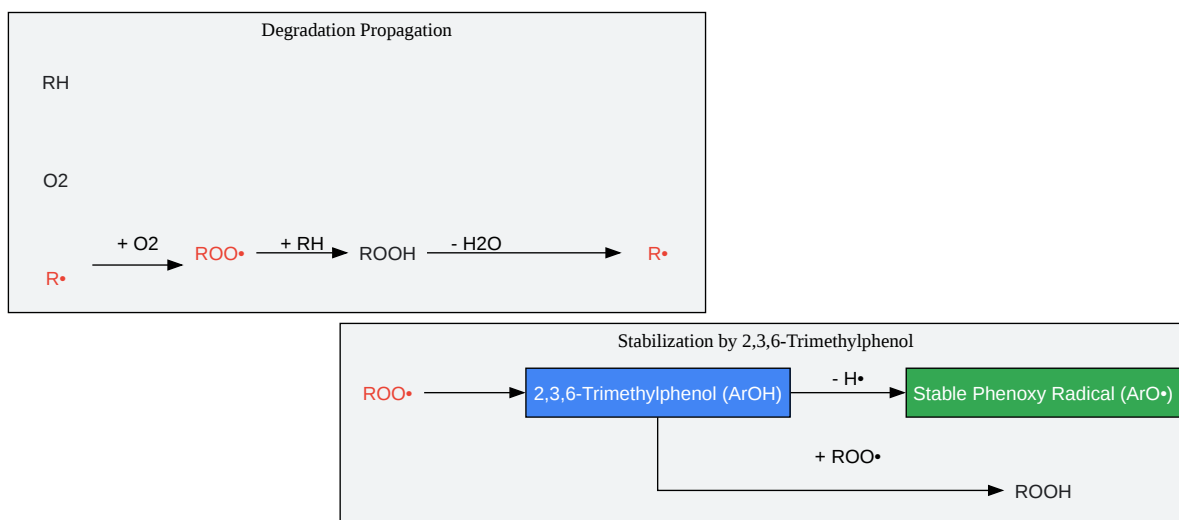 Degradation Propagation
RH
O2
+ O2
ROO•
+ RH
ROOH
- H2O
R•
R•
Stabilization by 2,3,6-Trimethylphenol
ROO•
2,3,6-Trimethylphenol (ArOH)
- H•
Stable Phenoxy Radical (ArO•)
+ ROO•
ROOH